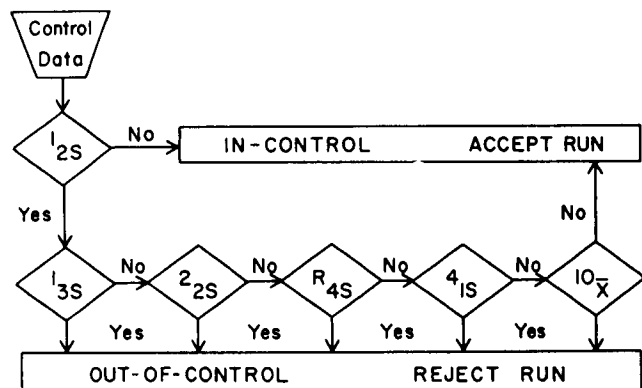 Control
Data
1 2S
No
IN-CONTROL ACCEPT RUN
Yes
No
1 3S
No
2 2S
No
R 4S
No
4 1S
No
10 X̅
Yes
Yes
Yes
Yes
OUT-OF-CONTROL REJECT RUN